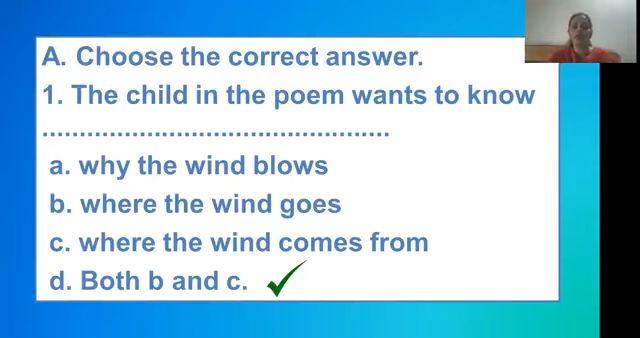 A. Choose the correct answer.
1. The child in the poem wants to know
...............................................
a. why the wind blows
b. where the wind goes
c. where the wind comes from
d. Both b and c.